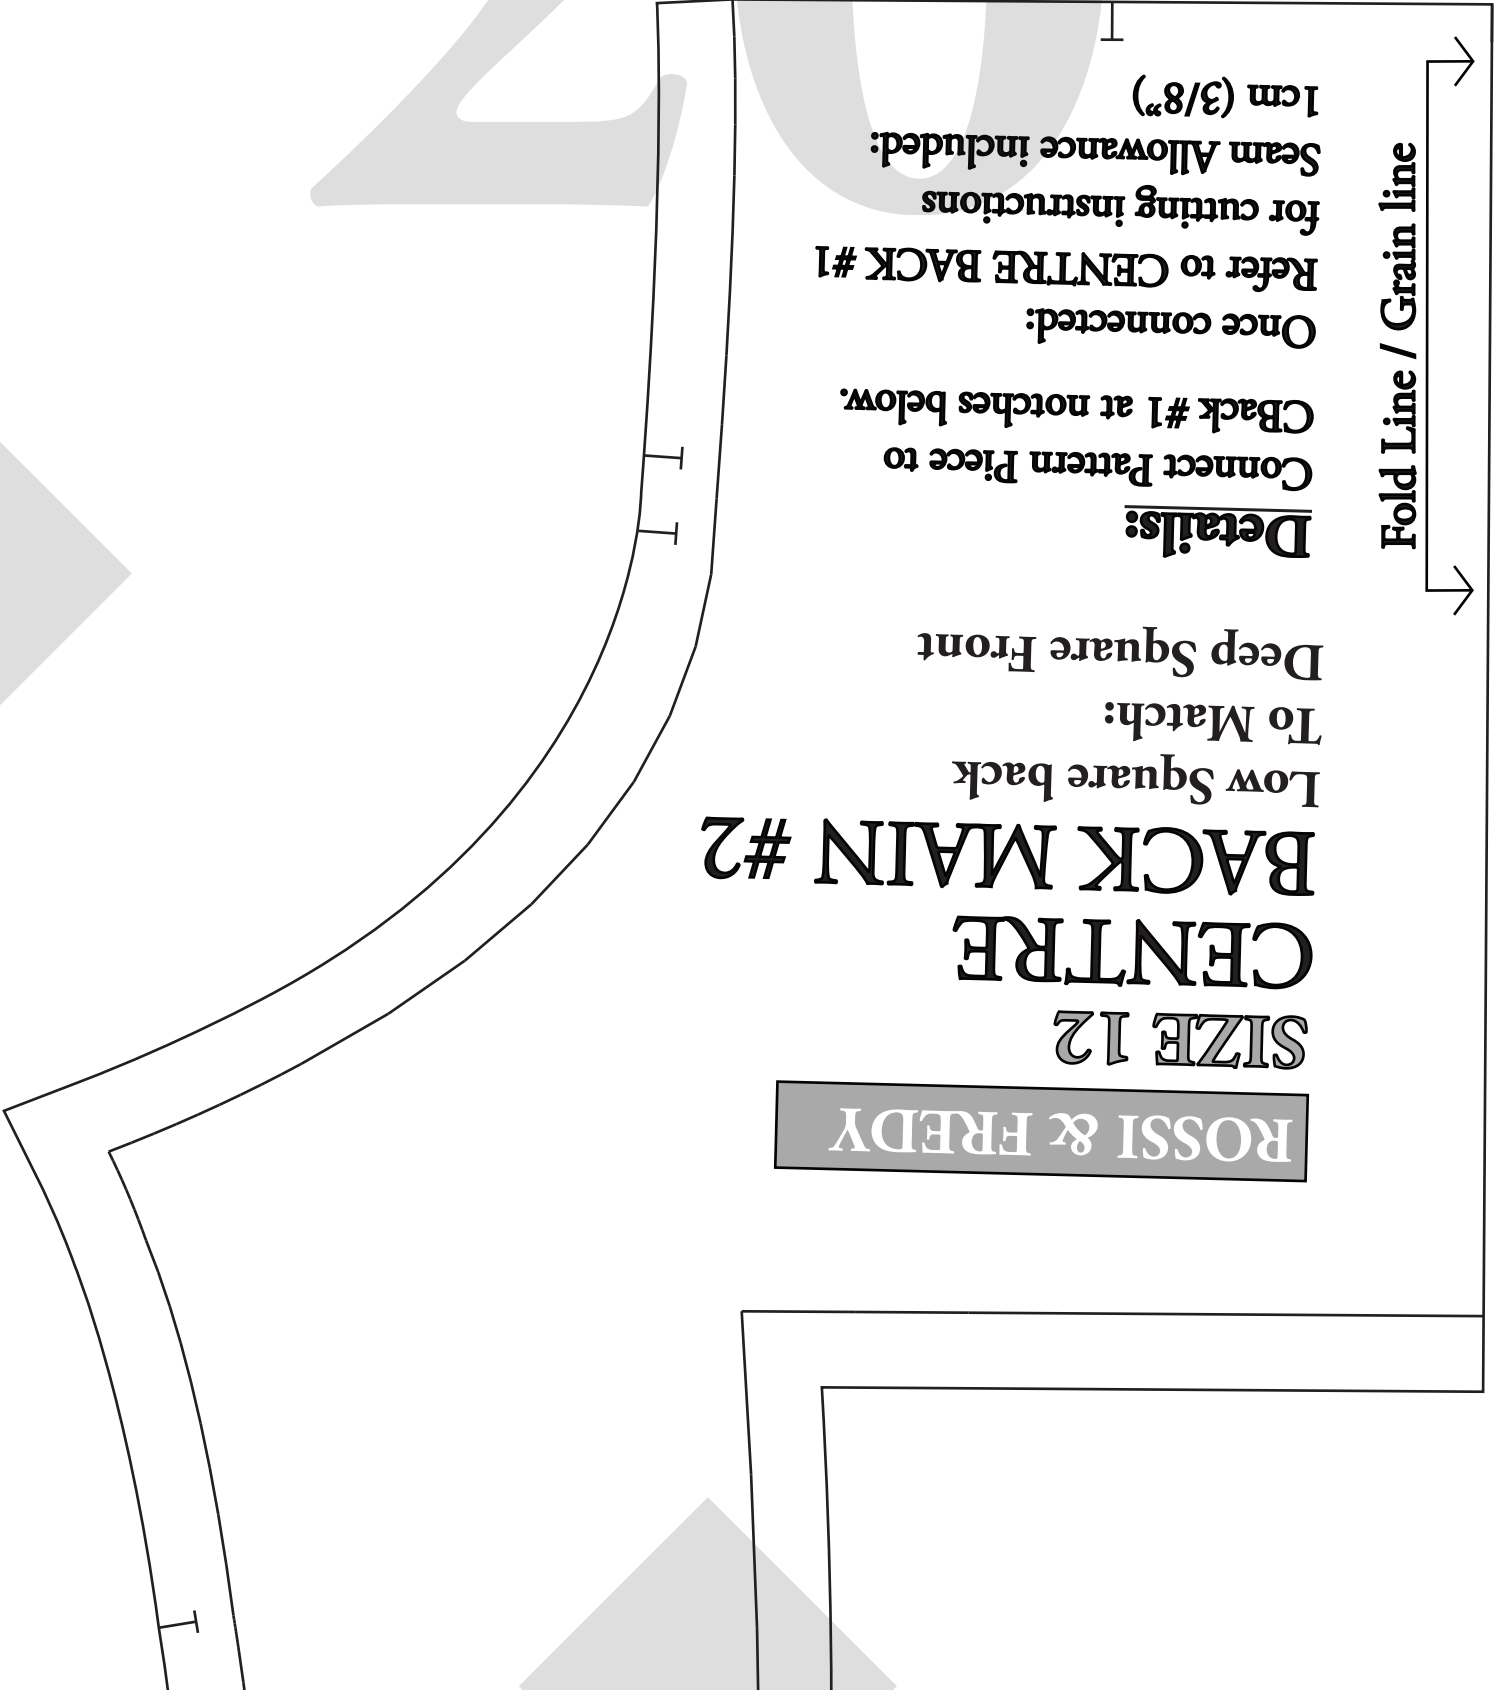 ROSSI & FREDY
SIZE 12
CENTRE
BACK MAIN #2
Low Square back
To Match:
Deep Square Front
Details:
Connect Pattern Piece to
CBack #1 at notches below.
Once connected:
Refer to CENTRE BACK #1
for cutting instructions
Seam Allowance included:
1cm (3/8”)
Fold Line / Grain line
20